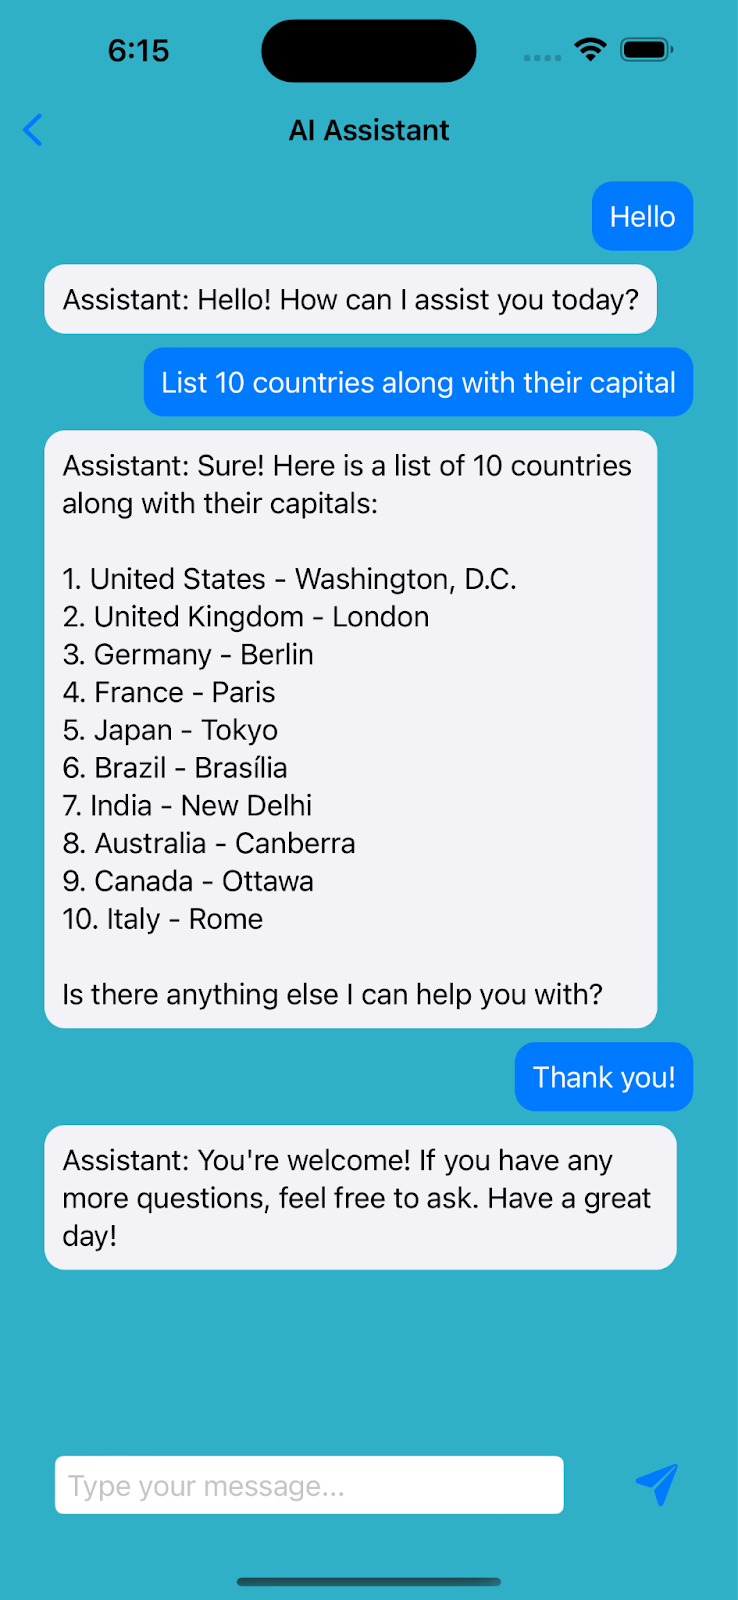 6:15
AI Assistant
Hello
Assistant: Hello! How can I assist you today?
List 10 countries along with their capital
Assistant: Sure! Here is a list of 10 countries
along with their capitals:
1. United States - Washington, D.C.
2. United Kingdom - London
3. Germany - Berlin
4. France - Paris
5. Japan - Tokyo
6. Brazil - Brasília
7. India - New Delhi
8. Australia - Canberra
9. Canada - Ottawa
10. Italy - Rome
Is there anything else I can help you with?
Thank you!
Assistant: You're welcome! If you have any
more questions, feel free to ask. Have a great
day!
Type your message...